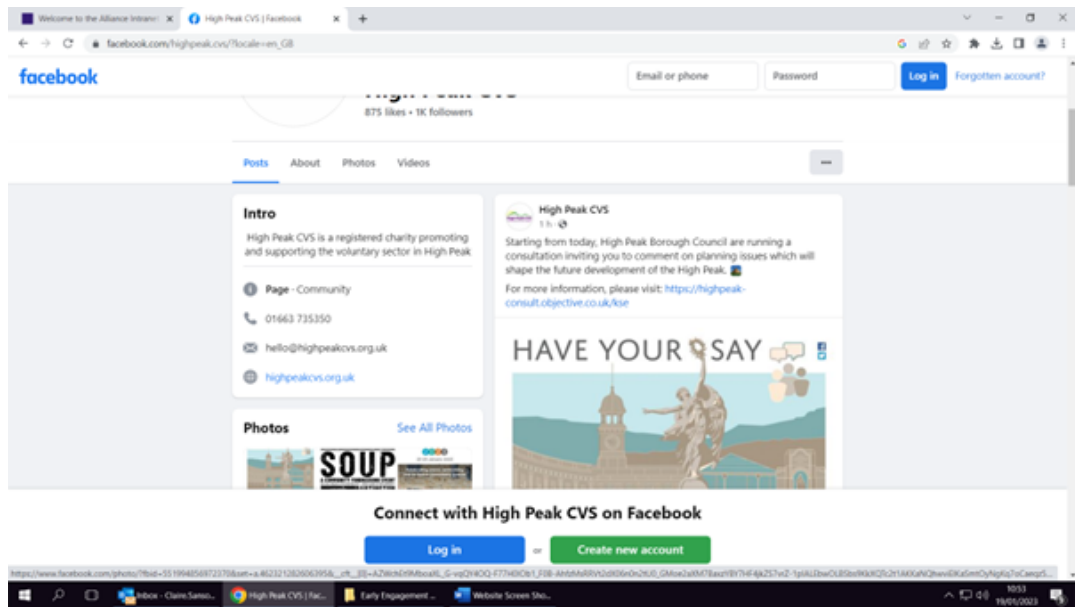 Welcome to the Alliance Intranet
High Peak CVS | Facebook
facebook.com/highpeak.cvs/?locale=en_GB
facebook
Email or phone
Password
Log in
Forgotten account?
High Peak CVS
875 likes • 1K followers
Posts
About
Photos
Videos
Intro
High Peak CVS is a registered charity promoting
and supporting the voluntary sector in High Peak
Page · Community
01663 735350
hello@highpeakcvs.org.uk
highpeakcvs.org.uk
Photos
See All Photos
SOUP
High Peak CVS
1 h ·
Starting from today, High Peak Borough Council are running a
consultation inviting you to comment on planning issues which will
shape the future development of the High Peak.
For more information, please visit: https://highpeak-
consult.objective.co.uk/kse
HAVE YOUR SAY
Connect with High Peak CVS on Facebook
Log in
or
Create new account
Inbox - Claire.Sanso...
High Peak CVS | Fac...
Early Engagement ...
Website Screen Sho...
10:53
19/01/2023